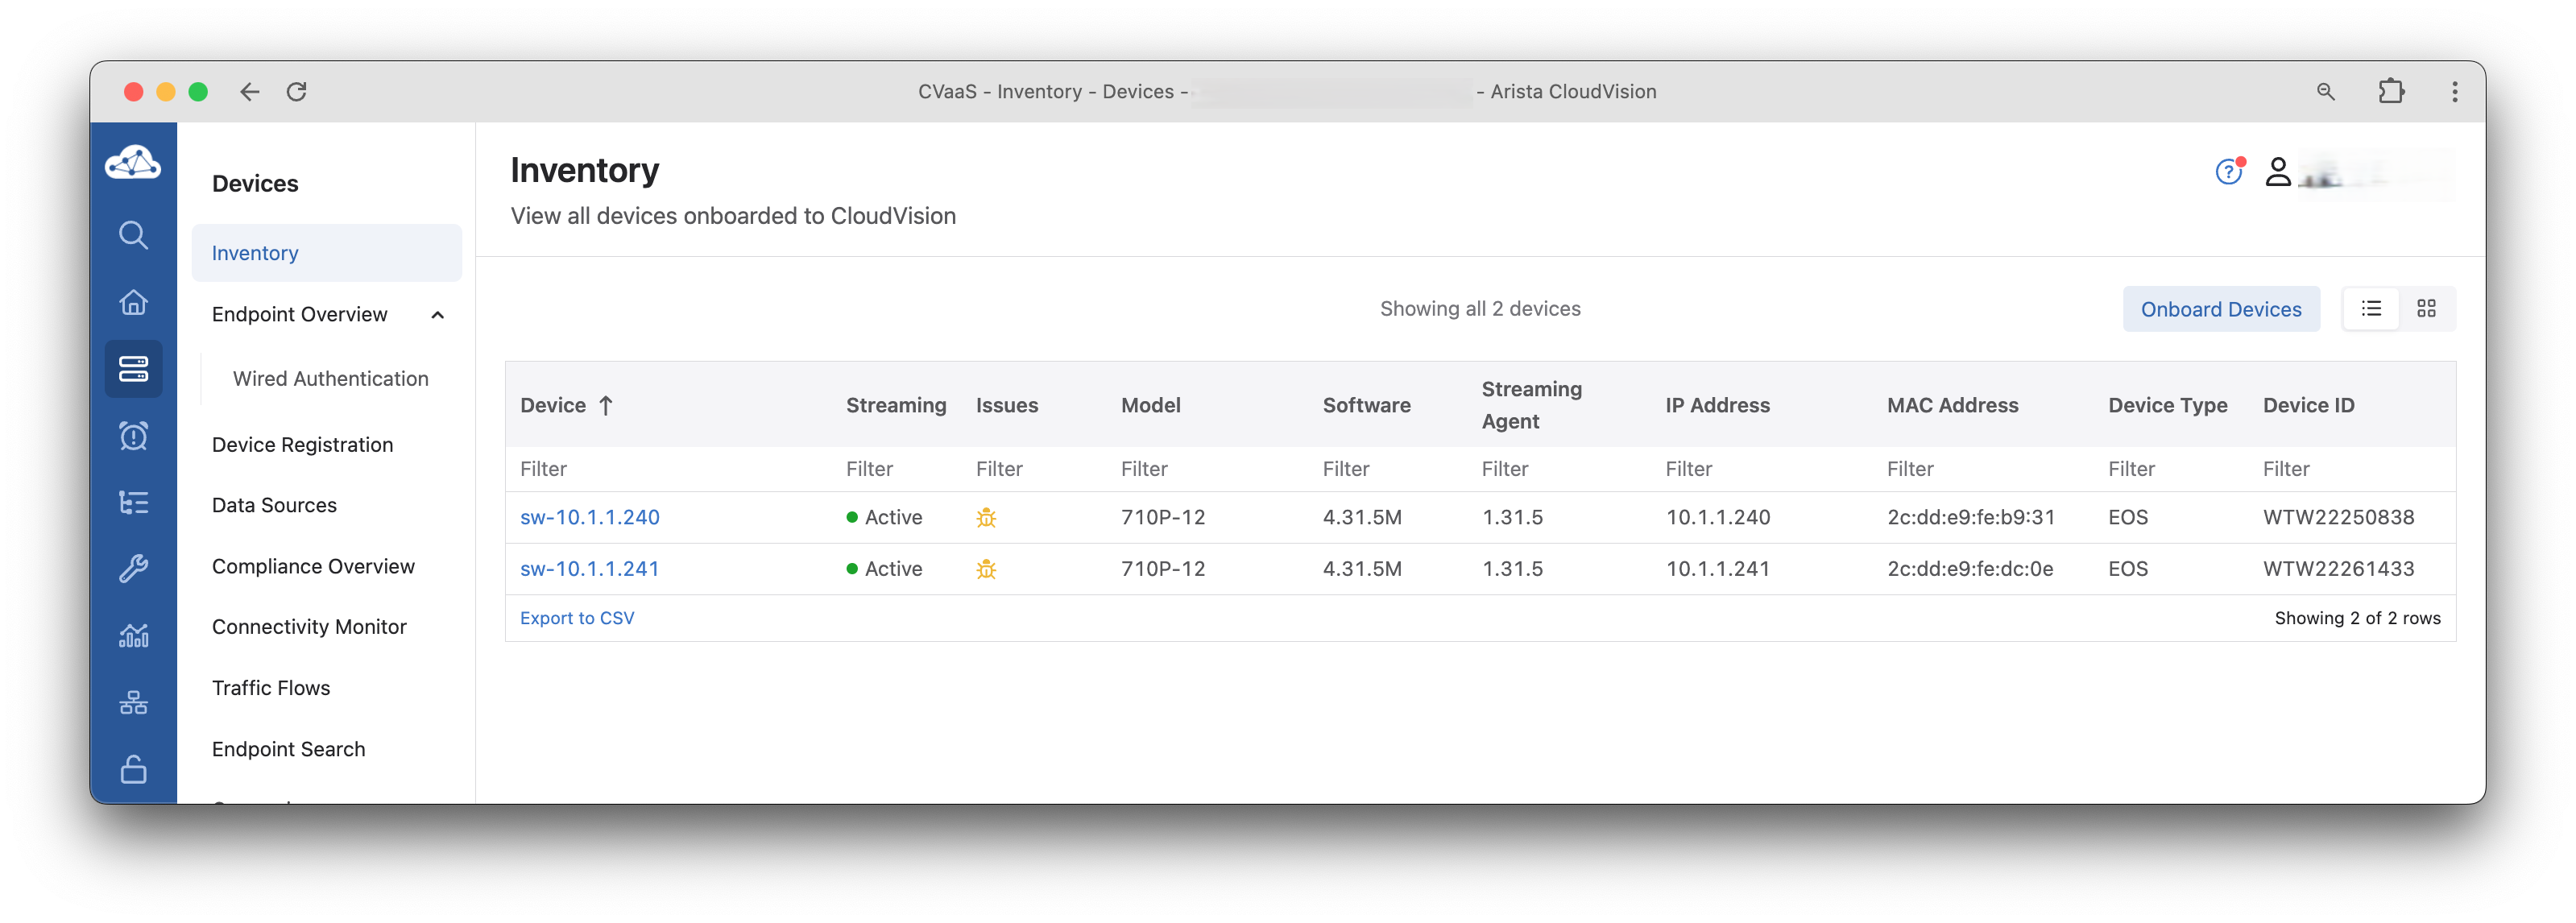 CVaaS - Inventory - Devices - - Arista CloudVision
Devices
Inventory
Endpoint Overview
Wired Authentication
Device Registration
Data Sources
Compliance Overview
Connectivity Monitor
Traffic Flows
Endpoint Search
Inventory
View all devices onboarded to CloudVision
Showing all 2 devices
Onboard Devices
Device ↑ Streaming Issues Model Software Streaming Agent IP Address MAC Address Device Type Device ID
Filter Filter Filter Filter Filter Filter Filter Filter Filter Filter
sw-10.1.1.240 Active 710P-12 4.31.5M 1.31.5 10.1.1.240 2c:dd:e9:fe:b9:31 EOS WTW22250838
sw-10.1.1.241 Active 710P-12 4.31.5M 1.31.5 10.1.1.241 2c:dd:e9:fe:dc:0e EOS WTW22261433
Export to CSV Showing 2 of 2 rows